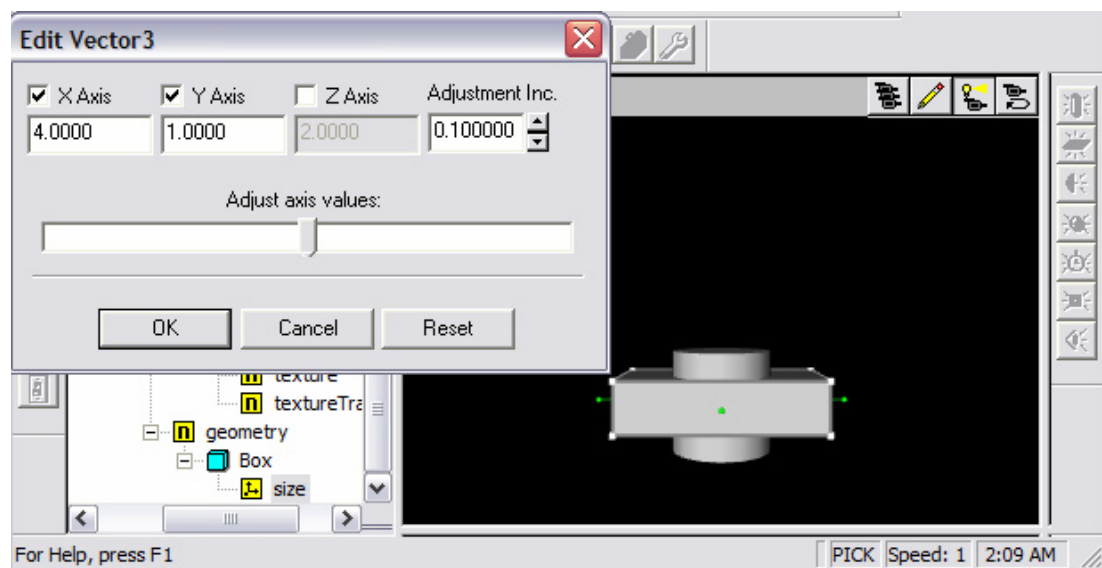 Edit Vector3
X Axis Y Axis Z Axis Adjustment Inc.
4.0000 1.0000 2.0000 0.100000
Adjust axis values:
OK Cancel Reset
texture
textureTra
geometry
Box
size
For Help, press F1 PICK Speed: 1 2:09 AM